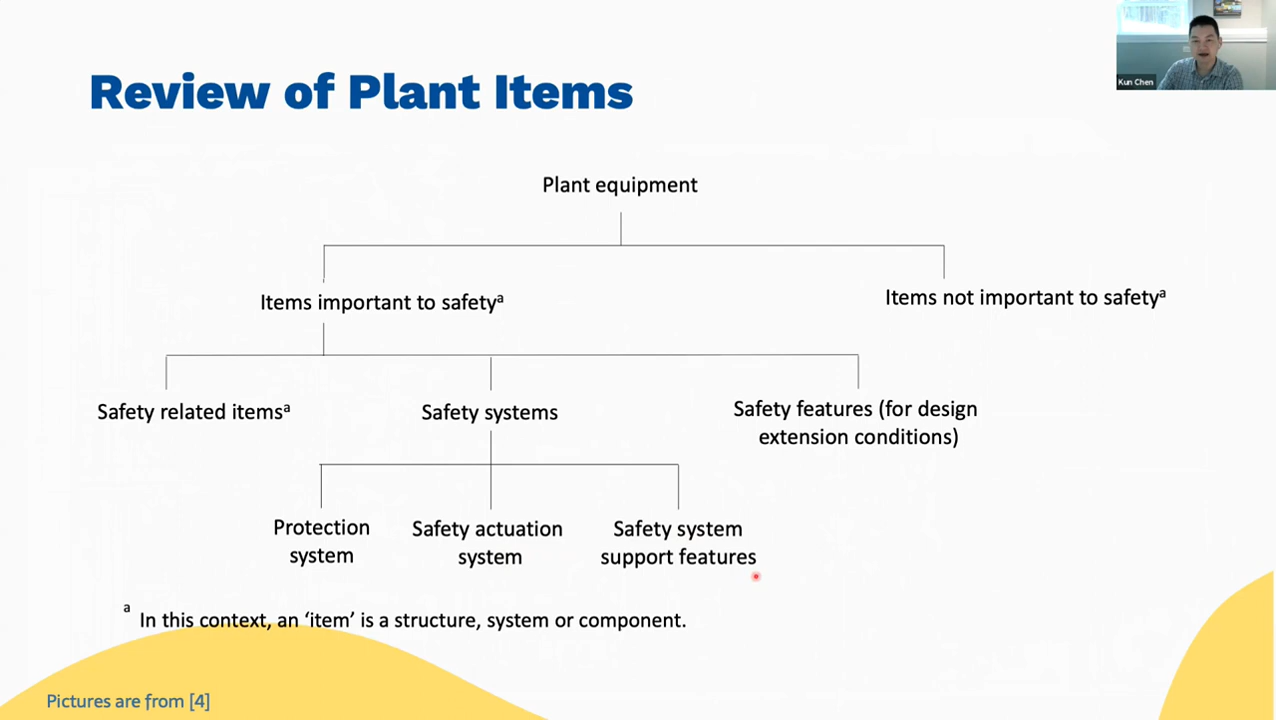 Kun Chen
Review of Plant Items
Plant equipment
Items important to safetyᵃ
Items not important to safetyᵃ
Safety related itemsᵃ
Safety systems
Safety features (for design
extension conditions)
Protection
system
Safety actuation
system
Safety system
support features
ᵃ In this context, an ‘item’ is a structure, system or component.
Pictures are from [4]